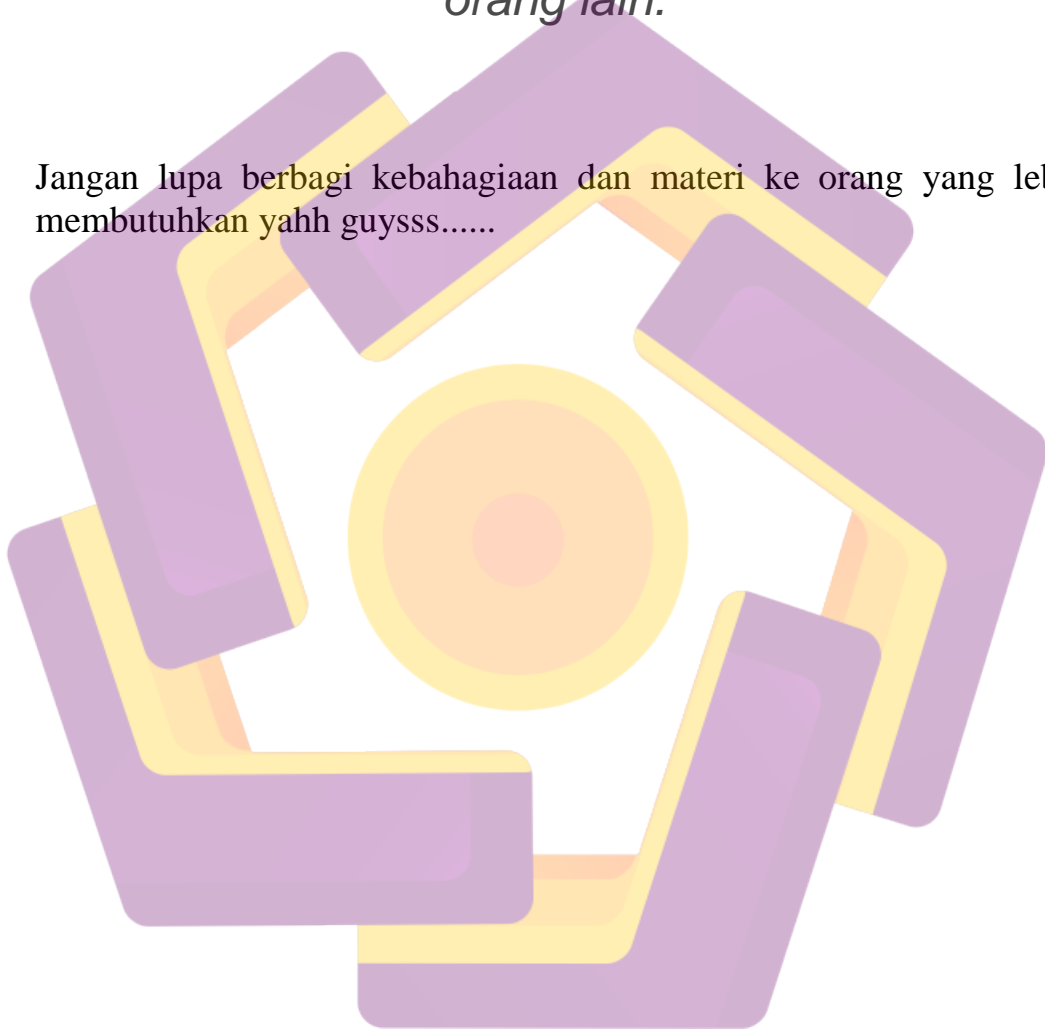 orang lain.
Jangan lupa berbagi kebahagiaan dan materi ke orang yang leb
membutuhkan yahh guysss......